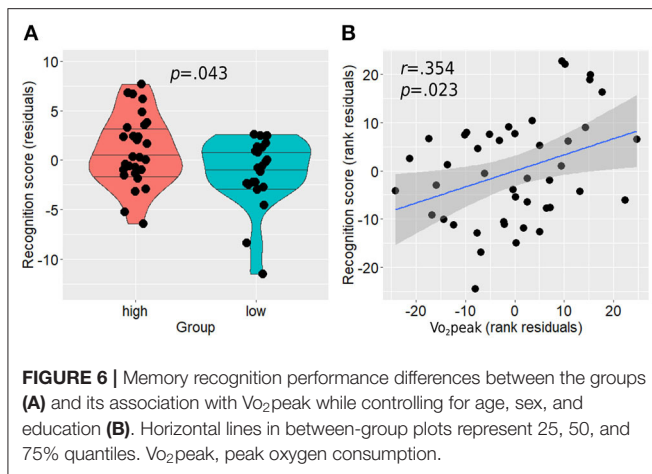 A
p=.043
Recognition score (residuals)
10
5
0
-5
-10
high
low
Group
B
r=.354
p=.023
Recognition score (rank residuals)
20
10
0
-10
-20
-20
-10
0
10
20
Vo₂peak (rank residuals)
FIGURE 6 | Memory recognition performance differences between the groups
(A) and its association with Vo₂peak while controlling for age, sex, and
education (B). Horizontal lines in between-group plots represent 25, 50, and
75% quantiles. Vo₂peak, peak oxygen consumption.